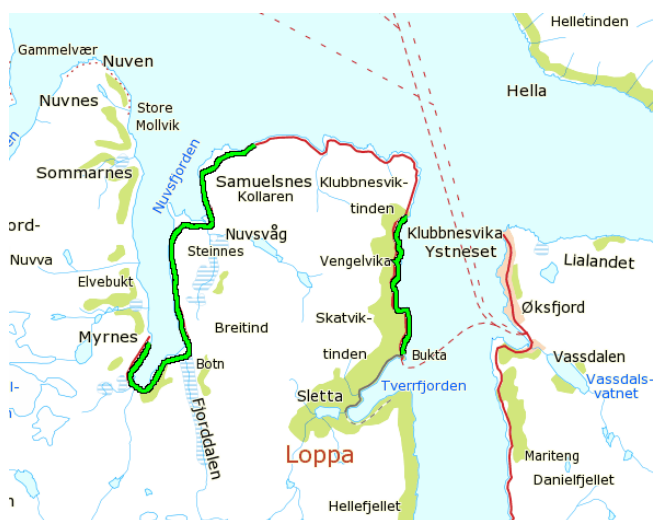 Helletinden
Gammelvær
Nuven
Hella
Nuvnes
Store
Mollvik
Nuvsfjorden
Sommarnes
Samuelsnes
Kollaren
Klubbnesvik-
tinden
ord-
Nuvva
Nuvsvåg
Steinnes
Klubbnesvika
Ystneset
Vengelvika
Lialandet
Elvebukt
Øksfjord
Myrnes
Breitind
Skatvik-
tinden
Botn
Bukta
Vassdalen
Tverrfjorden
Vassdals-
vatnet
Sletta
Fjorddalen
Loppa
Mariteng
Danielfjellet
Hellefjellet